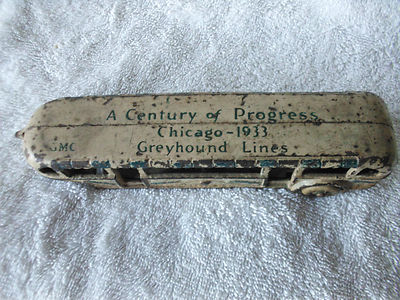 A Century of Progress
Chicago-1933
GMC Greyhound Lines